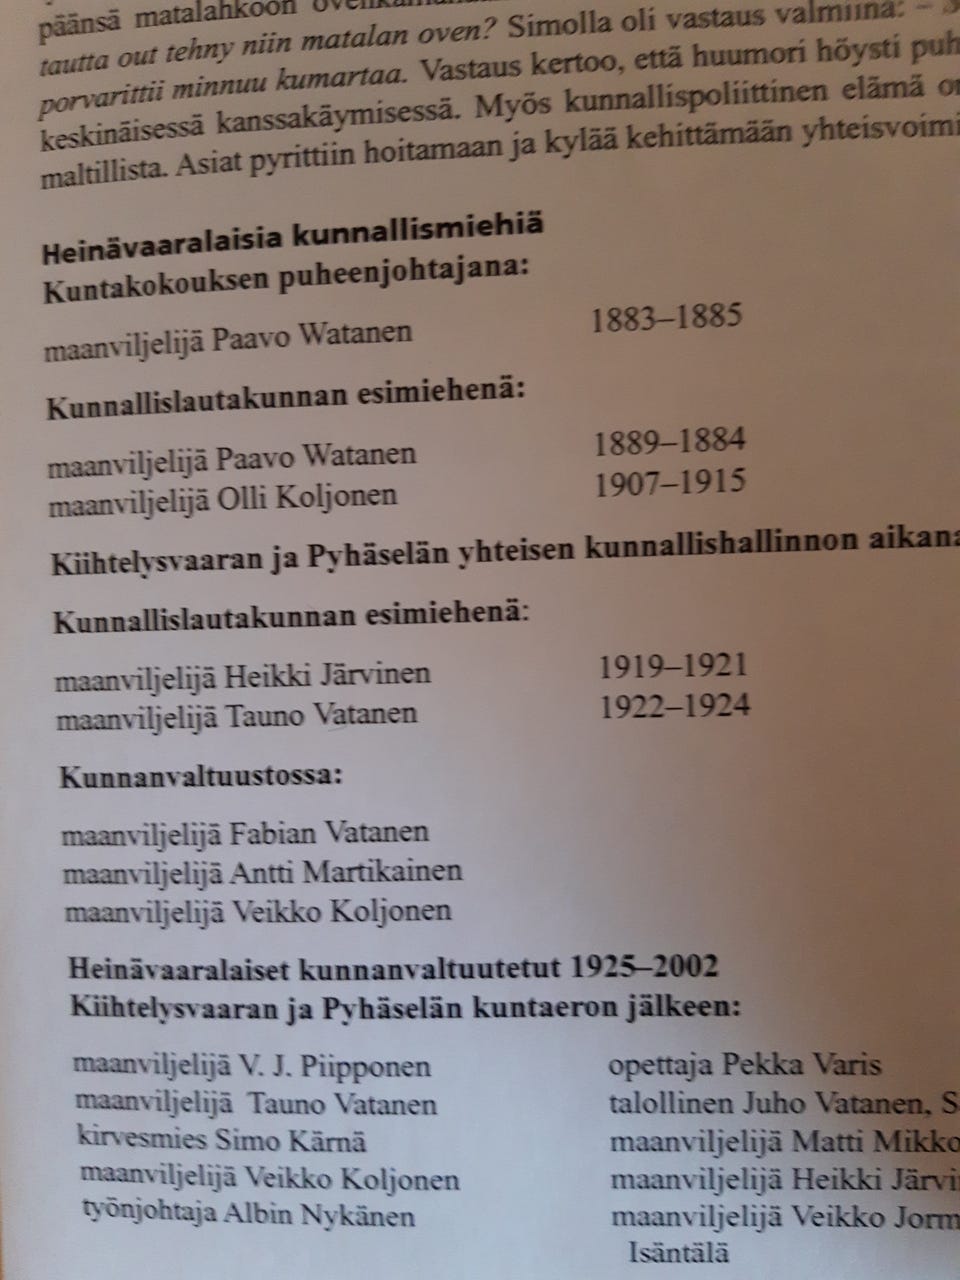 päänsä matalahkoon
tautta out tehny niin matalan oven? Simolla oli vastaus valmiina: –
porvarittii minnuu kumartaa. Vastaus kertoo, että huumori höysti
keskinäisessä kanssakäymisessä. Myös kunnallispoliittinen elämä
maltillista. Asiat pyrittiin hoitamaan ja kylää kehittämään
Heinävaaralaisia kunnallismiehiä
Kuntakokouksen puheenjohtajana:
maanviljelijä Paavo Watanen 1883–1885
Kunnallislautakunnan esimiehenä:
maanviljelijä Paavo Watanen 1889–1884
maanviljelijä Olli Koljonen 1907–1915
Kiihtelysvaaran ja Pyhäselän yhteisen kunnallishallinnon aikana
Kunnallislautakunnan esimiehenä:
maanviljelijä Heikki Järvinen 1919–1921
maanviljelijä Tauno Vatanen 1922–1924
Kunnanvaltuustossa:
maanviljelijä Fabian Vatanen
maanviljelijä Antti Martikainen
maanviljelijä Veikko Koljonen
Heinävaaralaiset kunnanvaltuutetut 1925–2002
Kiihtelysvaaran ja Pyhäselän kuntaeron jälkeen:
maanviljelijä V. J. Piipponen
maanviljelijä Tauno Vatanen
kirvesmies Simo Kärnä
maanviljelijä Veikko Koljonen
työnjohtaja Albin Nykänen
opettaja Pekka Varis
talollinen Juho Vatanen,
maanviljelijä Matti
maanviljelijä Heikki
maanviljelijä Veikko
Isäntälä